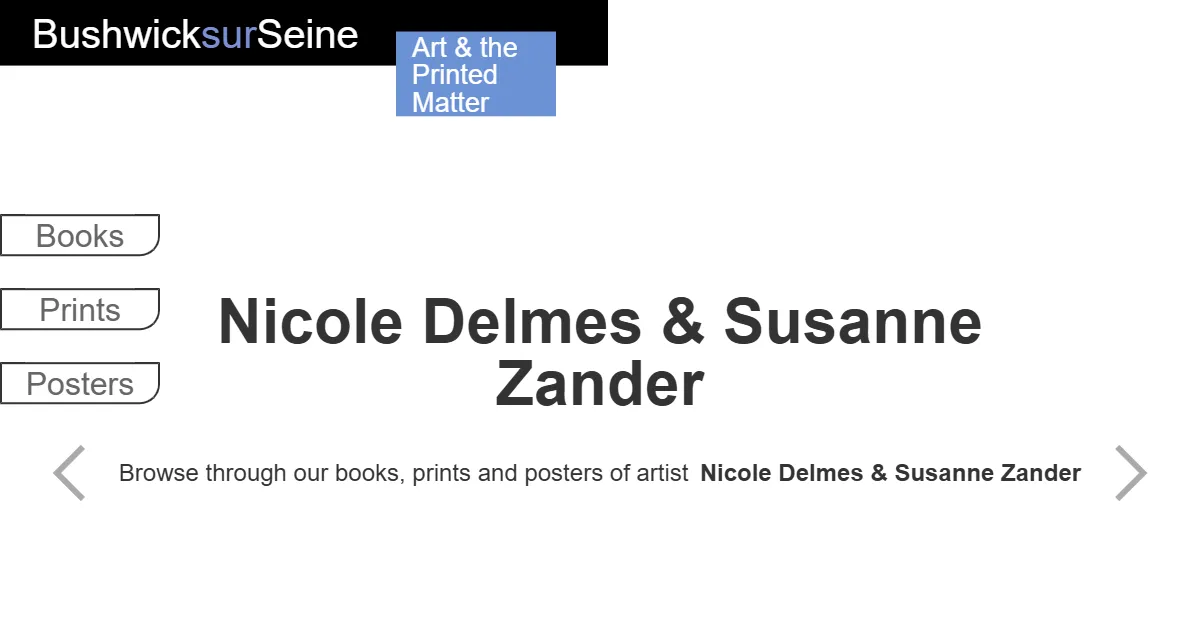 BushwicksurSeine
Art & the
Printed
Matter
Books
Prints
Posters
Nicole Delmes & Susanne
Zander
Browse through our books, prints and posters of artist Nicole Delmes & Susanne Zander